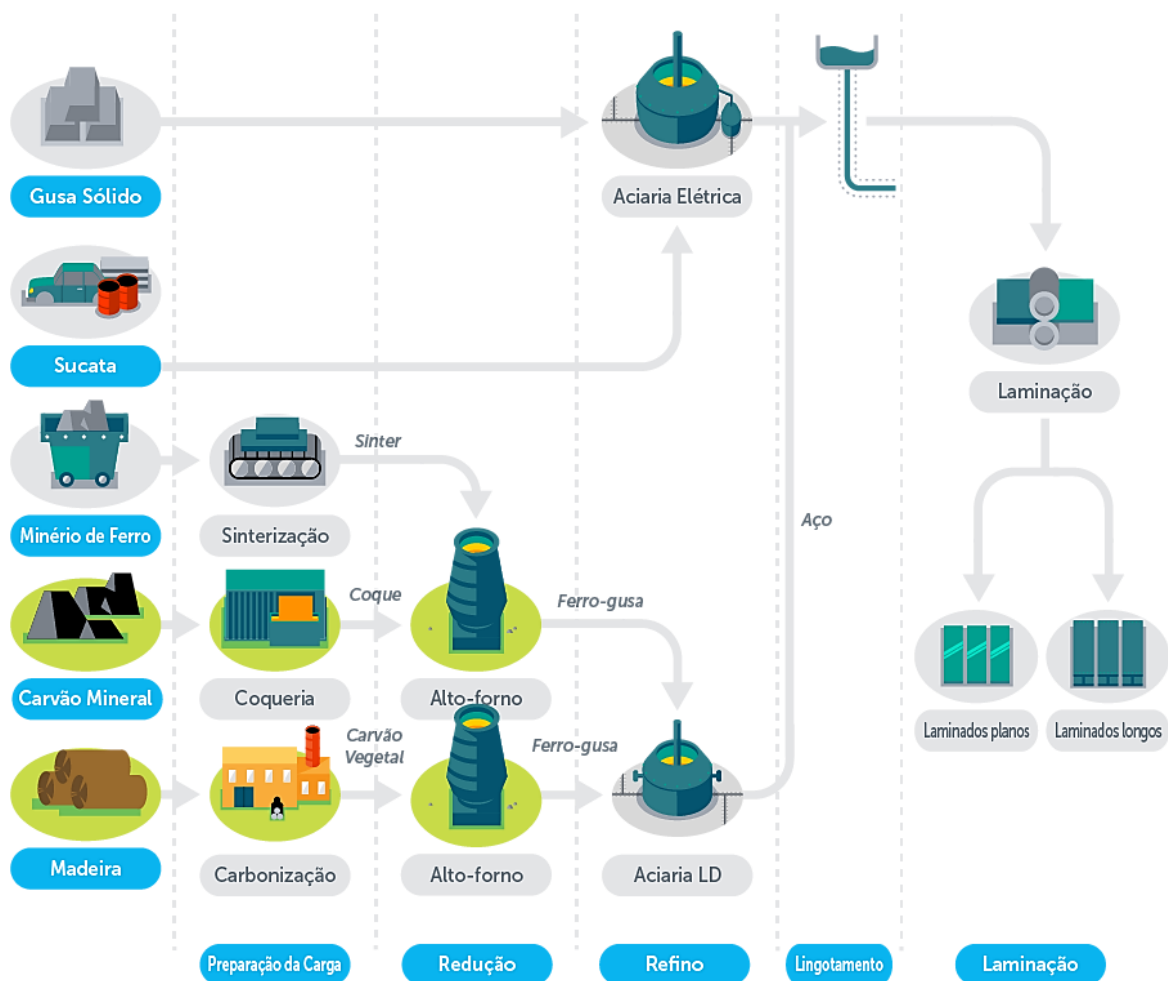 Gusa Sólido
Aciaria Elétrica
Sucata
Laminação
Minério de Ferro
Sinterização
Sinter
Aço
Carvão Mineral
Coqueria
Coque
Alto-forno
Ferro-gusa
Laminados planos
Laminados longos
Madeira
Carbonização
Carvão
Vegetal
Alto-forno
Ferro-gusa
Aciaria LD
Preparação da Carga
Redução
Refino
Lingotamento
Laminação